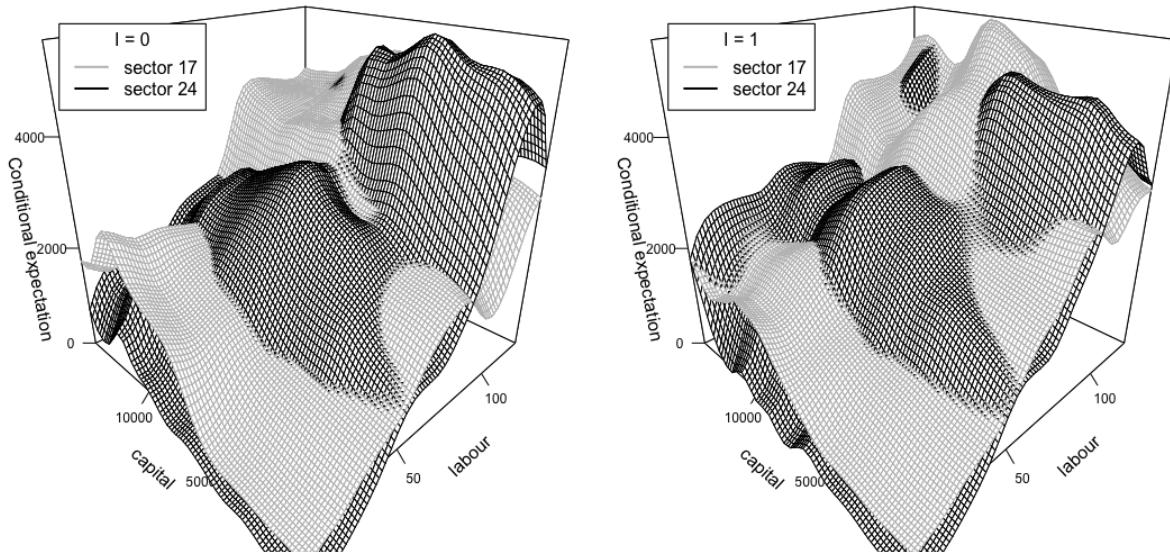 I = 0
sector 17
sector 24
4000
2000
0
Conditional expectation
10000
5000
capital
50
100
labour
I = 1
sector 17
sector 24
4000
2000
0
Conditional expectation
10000
5000
capital
50
100
labour